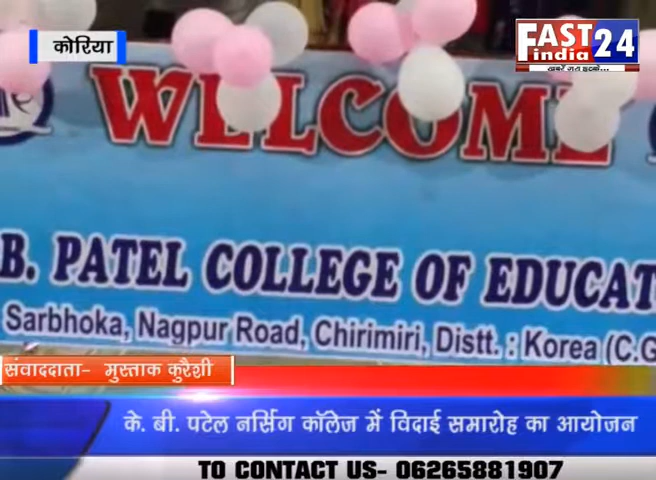 कोरिया
FAST 24
india
WELCOME
B. PATEL COLLEGE OF EDUCAT
Sarbhoka, Nagpur Road, Chirimiri, Distt. : Korea (C.G
संवाददाता- मुस्ताक कुरैशी
के. बी. पटेल नर्सिग कॉलेज में विदाई समारोह का आयोजन
TO CONTACT US- 06265881907